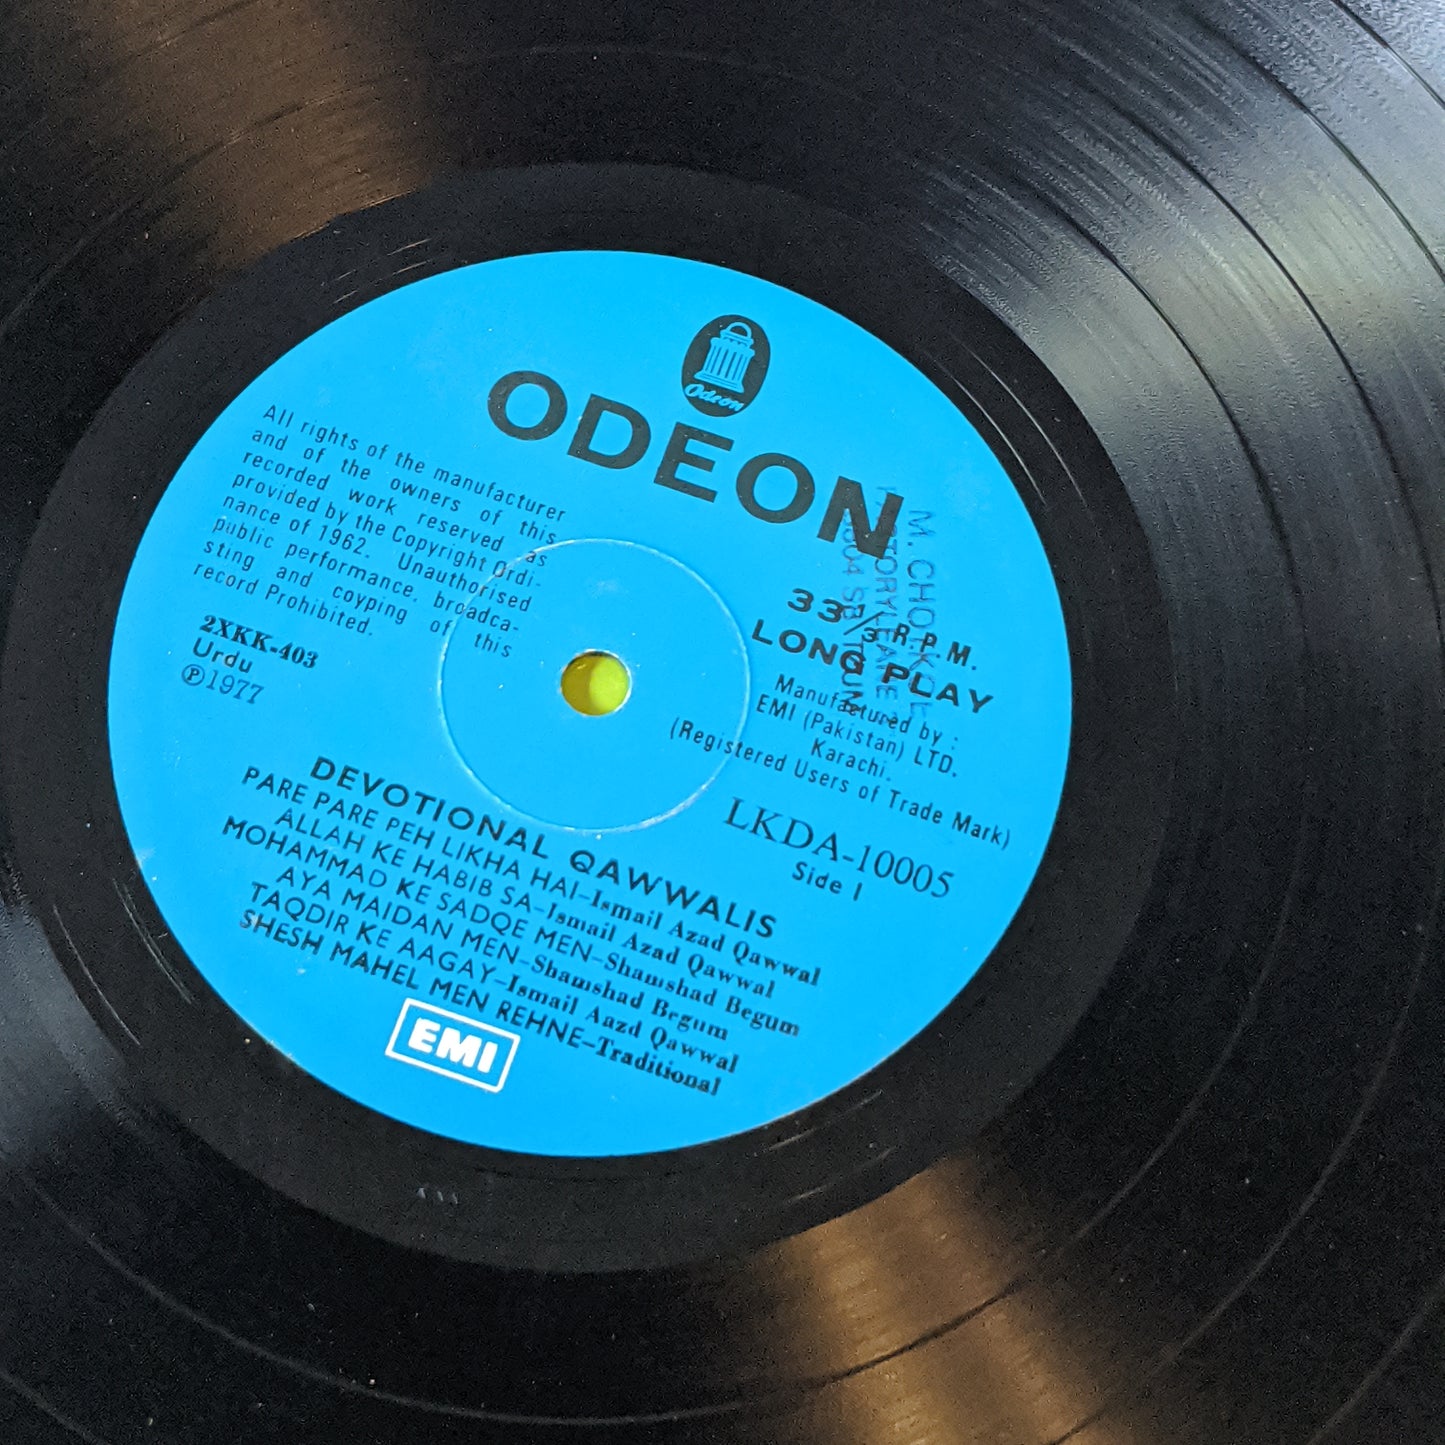 Odeon
ODEON
All rights of the manufacturer
and of the owners of this
recorded work reserved as
provided by the Copyright Ordi-
nance of 1962. Unauthorised
public performance, broadca-
sting and coyping of this
record Prohibited.
2XKK-403
Urdu
℗1977
33⅓ R.P.M.
LONG PLAY
Manufactured by :
EMI (Pakistan) LTD.
Karachi.
(Registered Users of Trade Mark)
LKDA-10005
Side 1
DEVOTIONAL QAWWALIS
PARE PARE PEH LIKHA HAI–Ismail Azad Qawwal
ALLAH KE HABIB SA–Ismail Azad Qawwal
MOHAMMAD KE SADQE MEN–Shamshad Begum
AYA MAIDAN MEN–Shamshad Begum
TAQDIR KE AAGAY–Ismail Aazd Qawwal
SHESH MAHEL MEN REHNE–Traditional
EMI